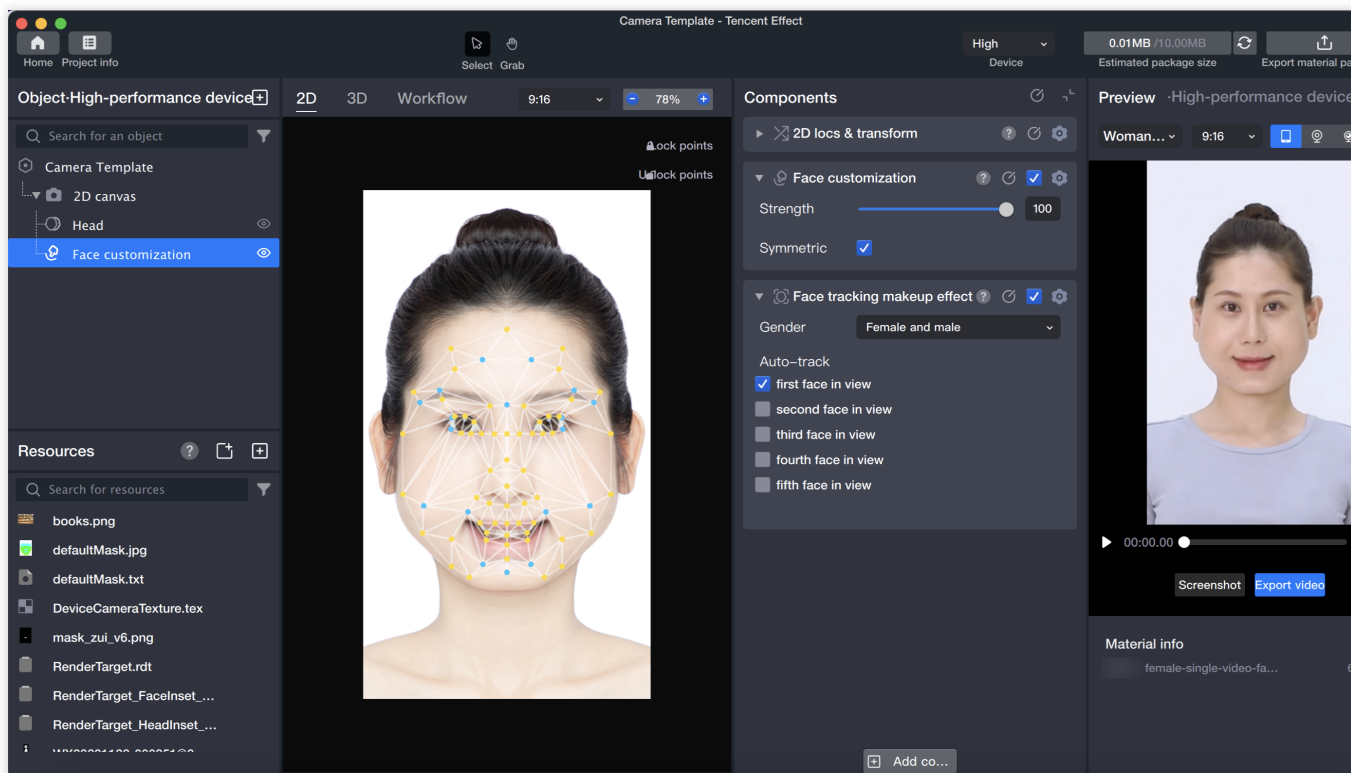 Camera Template - Tencent Effect
Home
Project info
Select
Grab
High
Device
0.01MB /10.00MB
Estimated package size
Export material pa
Object·High-performance device
Search for an object
Camera Template
2D canvas
Head
Face customization
Resources
Search for resources
books.png
defaultMask.jpg
defaultMask.txt
DeviceCameraTexture.tex
mask_zui_v6.png
RenderTarget.rdt
RenderTarget_FaceInset_...
RenderTarget_HeadInset_...
2D
3D
Workflow
9:16
78%
Lock points
Unlock points
Components
2D locs & transform
Face customization
Strength
100
Symmetric
Face tracking makeup effect
Gender
Female and male
Auto-track
first face in view
second face in view
third face in view
fourth face in view
fifth face in view
Add co...
Preview ·High-performance device
Woman...
9:16
00:00.00
Screenshot
Export video
Material info
female-single-video-fa...